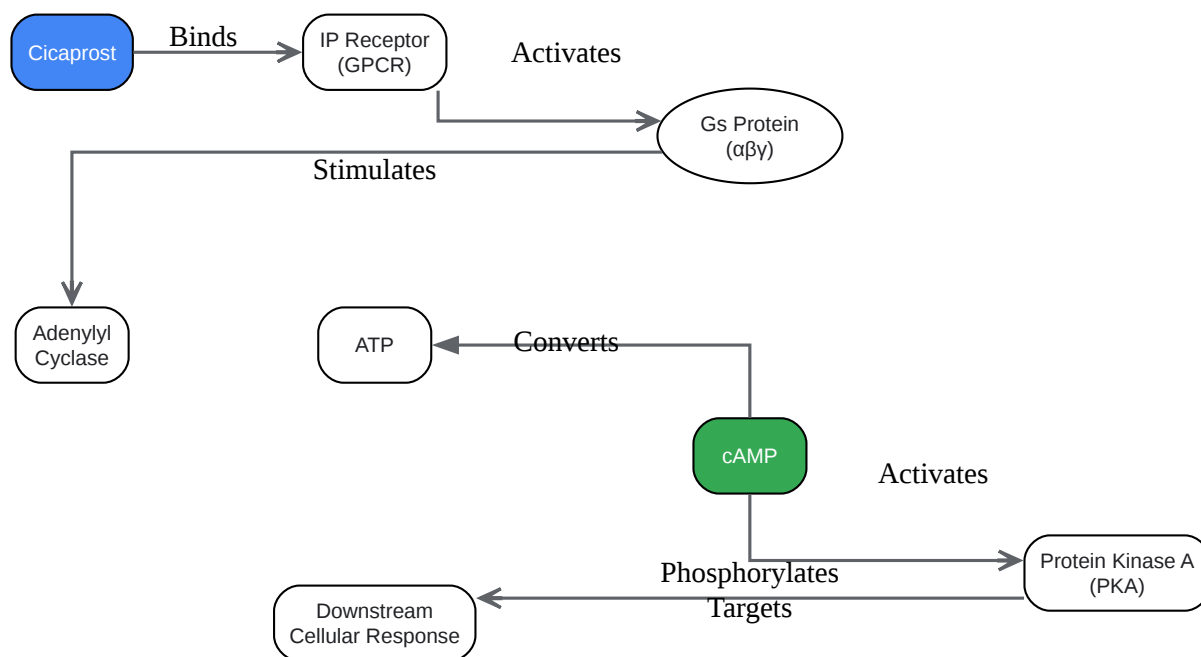 Cicaprost
Binds
IP Receptor
(GPCR)
Activates
Gs Protein
(αβγ)
Stimulates
Adenylyl
Cyclase
ATP
Converts
cAMP
Activates
Protein Kinase A
(PKA)
Phosphorylates
Targets
Downstream
Cellular Response